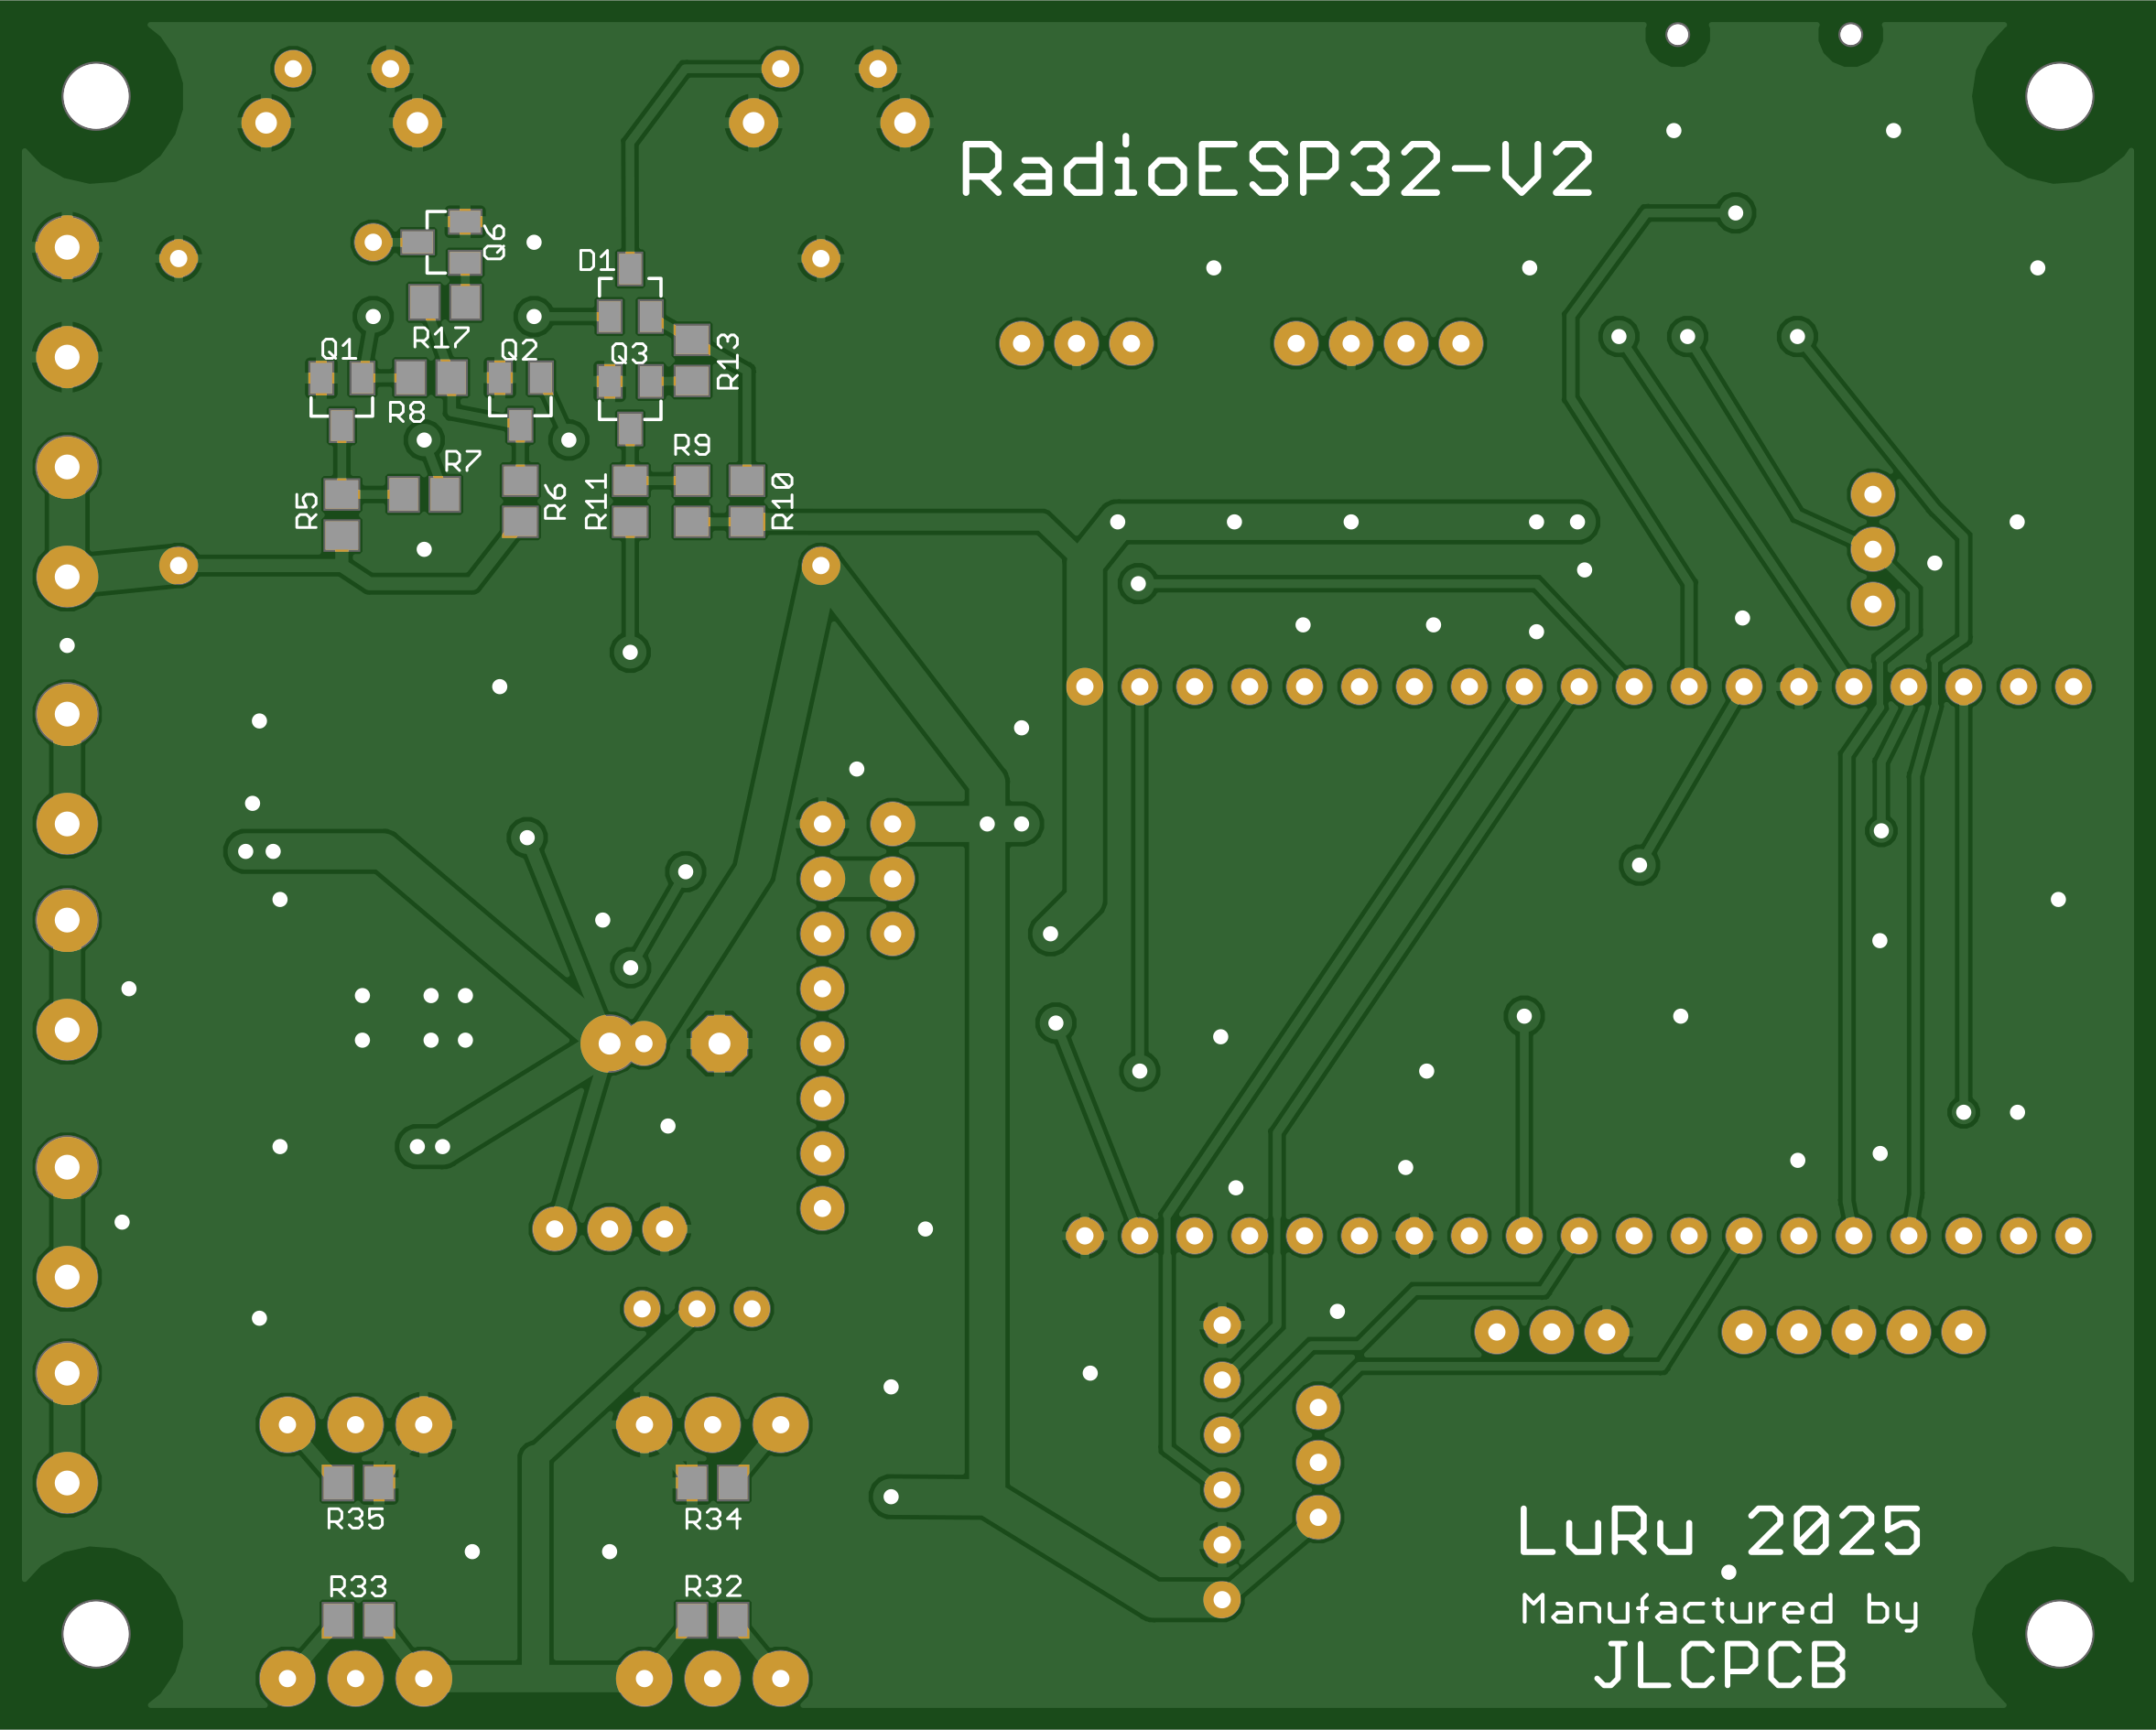 RadioESP32-V2
Q6
D1
R17
Q1
Q2
Q3
R13
R8
R9
R7
R5
R6
R11
R10
R35
R34
R33
R32
LuRu 2025
Manufactured by
JLCPCB